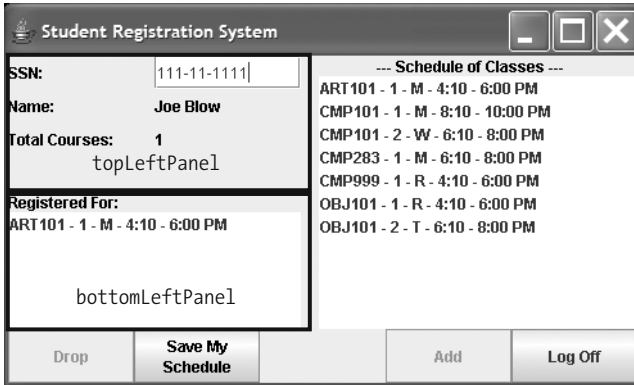 Student Registration System
SSN: 111-11-1111
Name: Joe Blow
Total Courses: 1
topLeftPanel
Registered For:
ART101 - 1 - M - 4:10 - 6:00 PM
bottomLeftPanel
--- Schedule of Classes ---
ART101 - 1 - M - 4:10 - 6:00 PM
CMP101 - 1 - M - 8:10 - 10:00 PM
CMP101 - 2 - W - 6:10 - 8:00 PM
CMP283 - 1 - M - 6:10 - 8:00 PM
CMP999 - 1 - R - 4:10 - 6:00 PM
OBJ101 - 1 - R - 4:10 - 6:00 PM
OBJ101 - 2 - T - 6:10 - 8:00 PM
Drop
Save My
Schedule
Add
Log Off